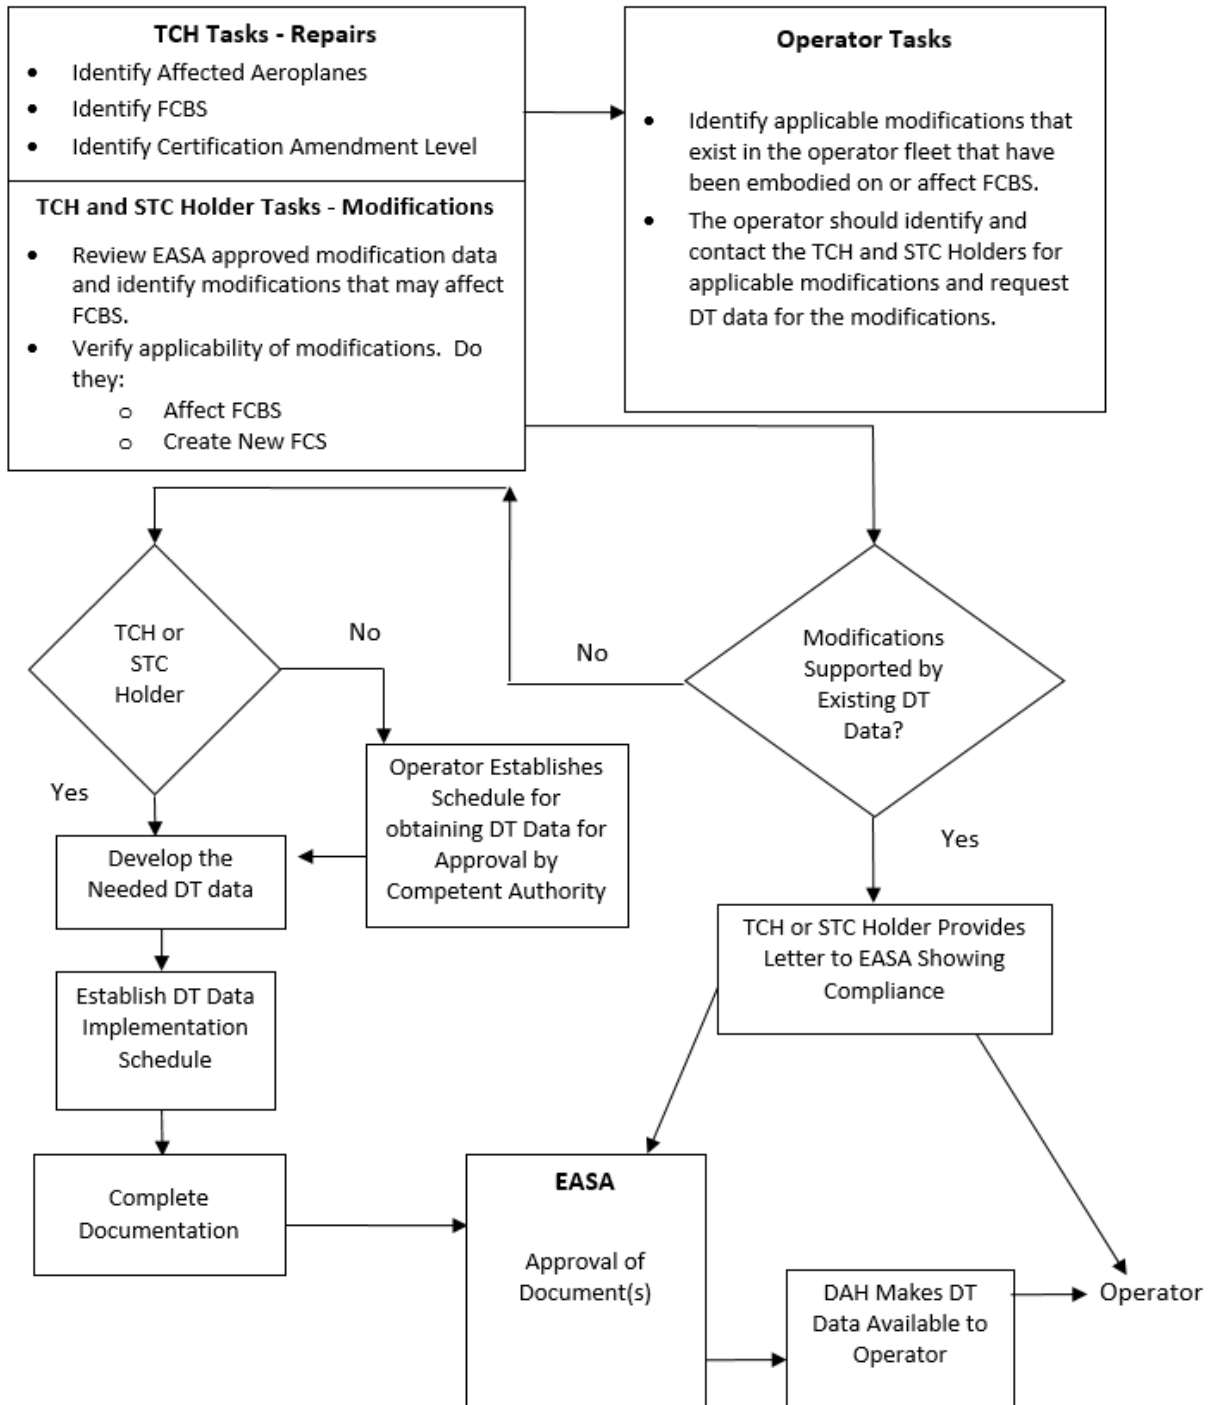 TCH Tasks - Repairs
• Identify Affected Aeroplanes
• Identify FCBS
• Identify Certification Amendment Level
TCH and STC Holder Tasks - Modifications
• Review EASA approved modification data
and identify modifications that may affect
FCBS.
• Verify applicability of modifications. Do
they:
o Affect FCBS
o Create New FCS
Operator Tasks
• Identify applicable modifications that
exist in the operator fleet that have
been embodied on or affect FCBS.
• The operator should identify and
contact the TCH and STC Holders for
applicable modifications and request
DT data for the modifications.
TCH or
STC
Holder
No
No
Modifications
Supported by
Existing DT
Data?
Yes
Operator Establishes
Schedule for
obtaining DT Data for
Approval by
Competent Authority
Yes
Develop the
Needed DT data
TCH or STC Holder Provides
Letter to EASA Showing
Compliance
Establish DT Data
Implementation
Schedule
Complete
Documentation
EASA
Approval of
Document(s)
DAH Makes DT
Data Available to
Operator
Operator